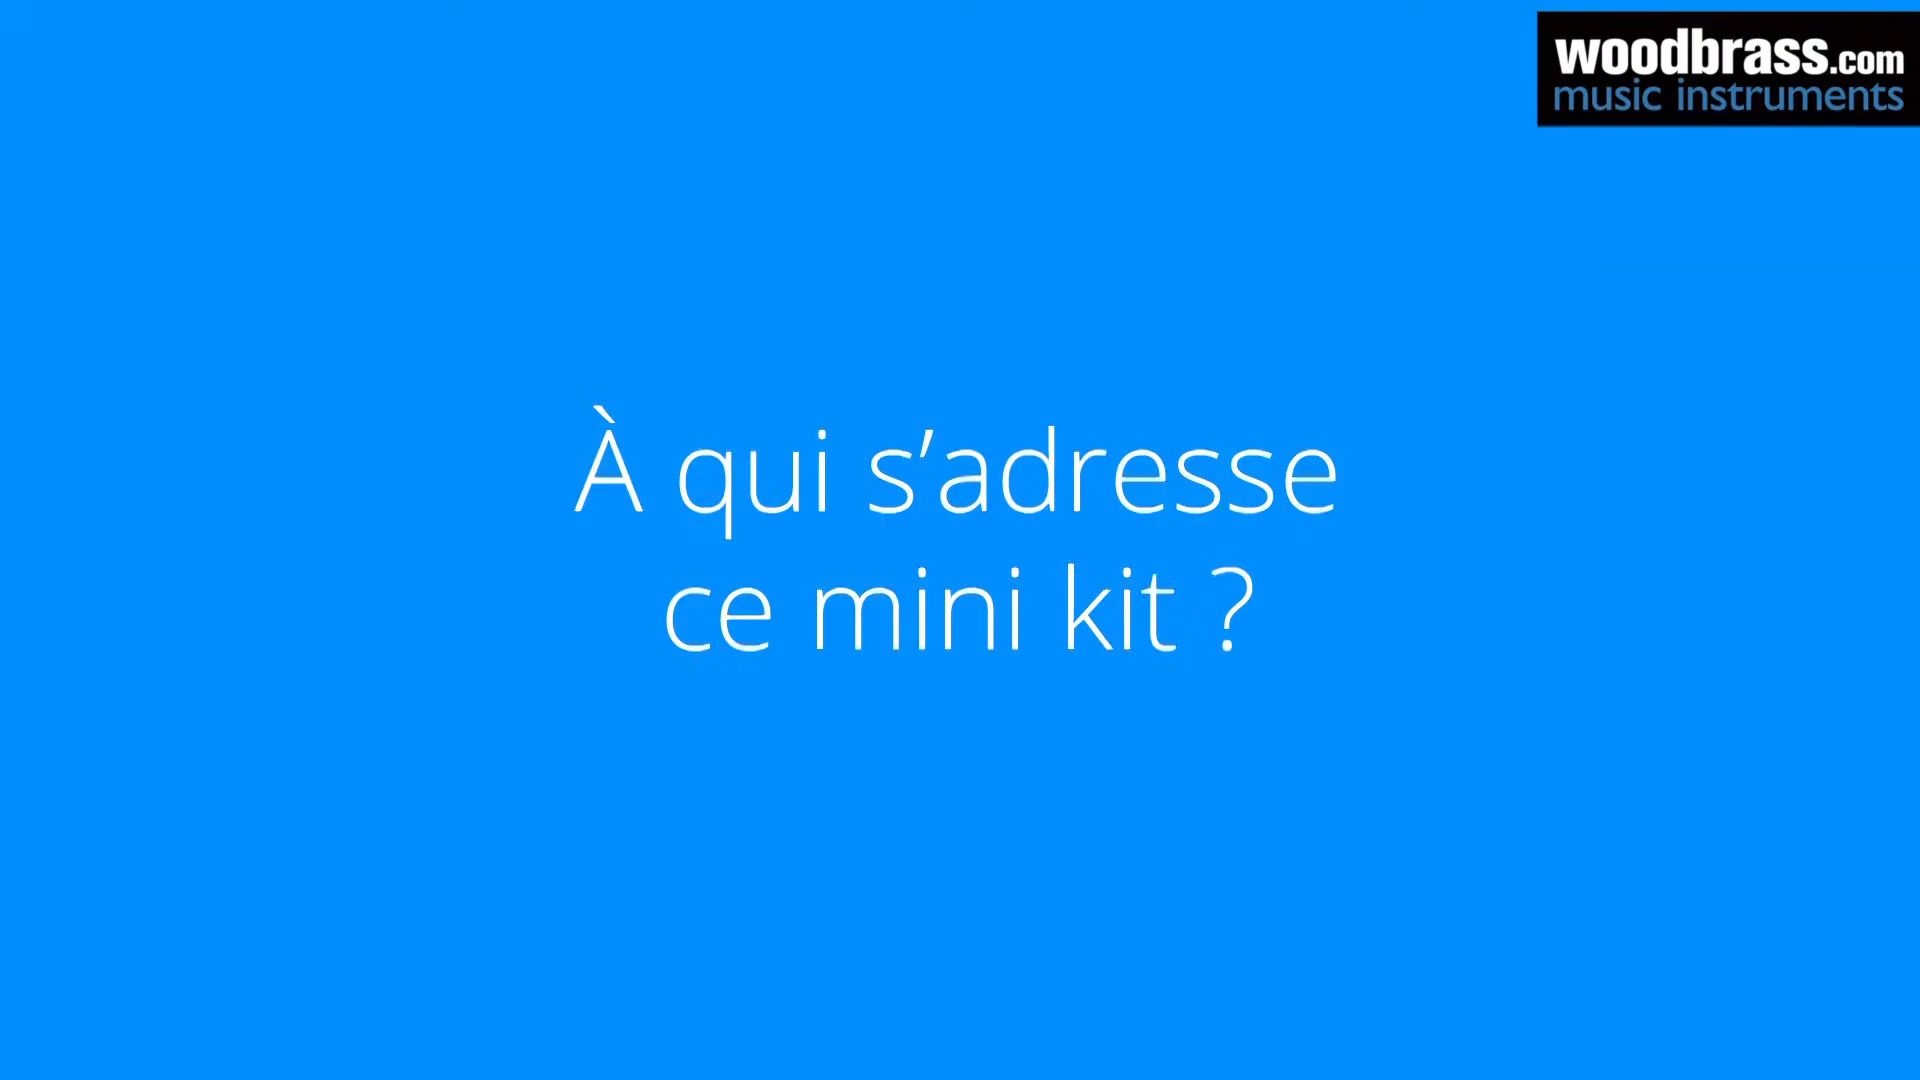 woodbrass.com
music instruments
À qui s’adresse
ce mini kit ?